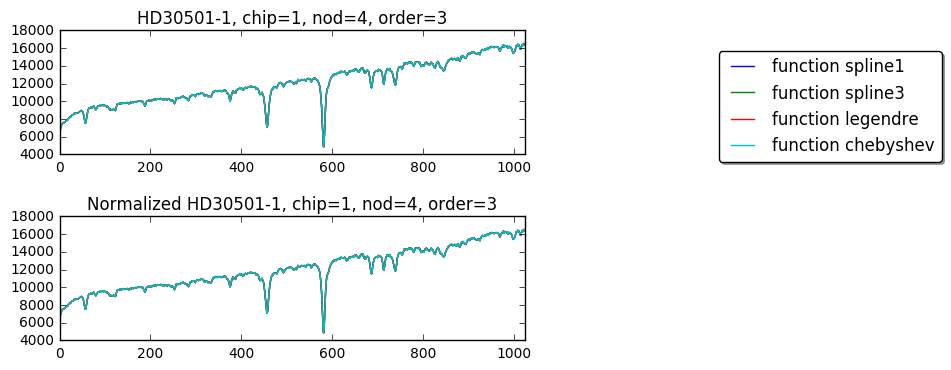 HD30501-1, chip=1, nod=4, order=3
18000
16000
14000
12000
10000
8000
6000
4000
0 200 400 600 800 1000
function spline1
function spline3
function legendre
function chebyshev
Normalized HD30501-1, chip=1, nod=4, order=3
18000
16000
14000
12000
10000
8000
6000
4000
0 200 400 600 800 1000